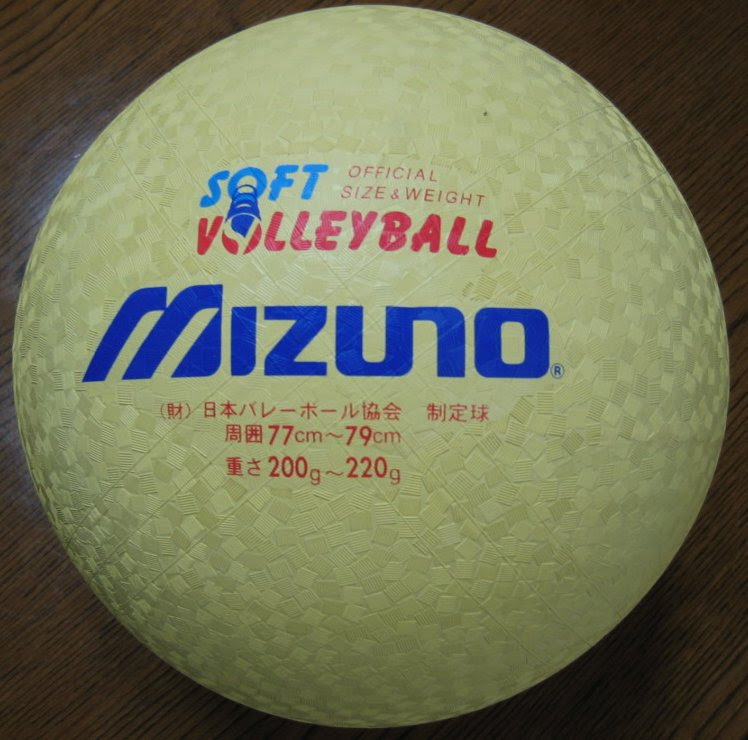 SOFT OFFICIAL
SIZE & WEIGHT
VOLLEYBALL
MIZUNO®
(財)日本バレーボール協会 制定球
周囲77cm~79cm
重さ200g~220g